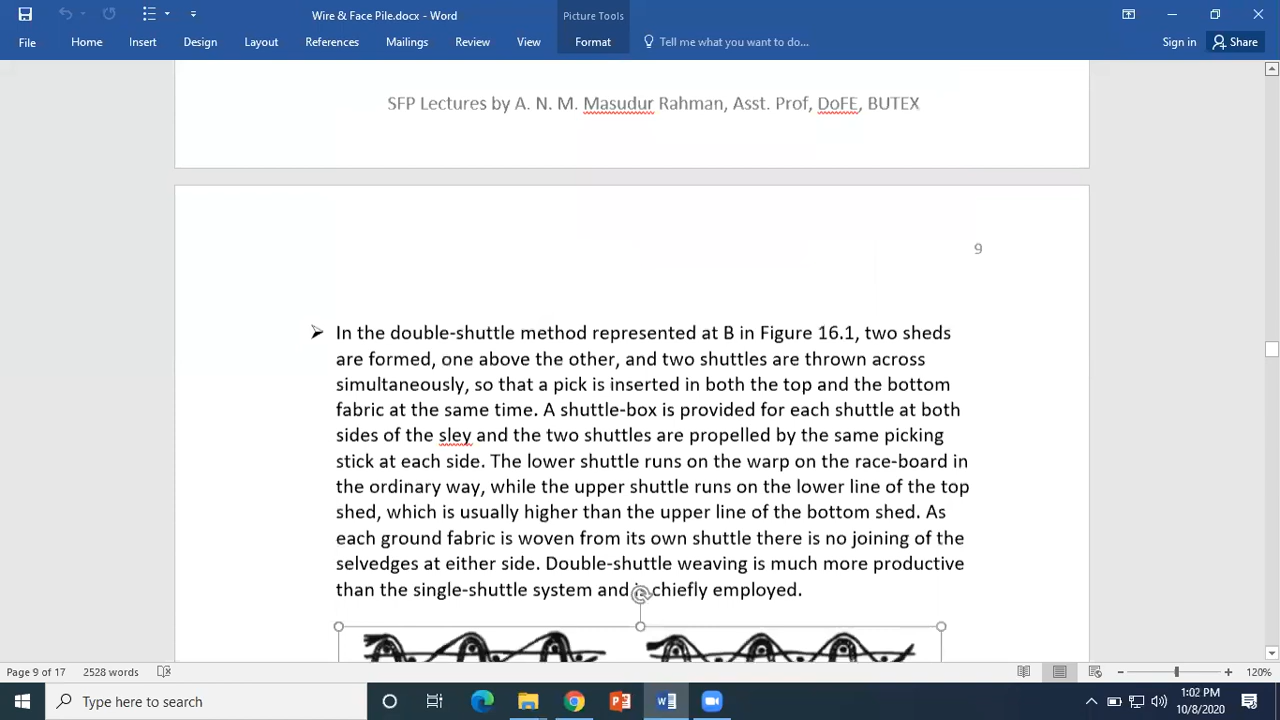 Wire & Face Pile.docx - Word
Picture Tools
File
Home
Insert
Design
Layout
References
Mailings
Review
View
Format
Tell me what you want to do...
Sign in
Share
SFP Lectures by A. N. M. Masudur Rahman, Asst. Prof, DoFE, BUTEX
9
In the double-shuttle method represented at B in Figure 16.1, two sheds
are formed, one above the other, and two shuttles are thrown across
simultaneously, so that a pick is inserted in both the top and the bottom
fabric at the same time. A shuttle-box is provided for each shuttle at both
sides of the sley and the two shuttles are propelled by the same picking
stick at each side. The lower shuttle runs on the warp on the race-board in
the ordinary way, while the upper shuttle runs on the lower line of the top
shed, which is usually higher than the upper line of the bottom shed. As
each ground fabric is woven from its own shuttle there is no joining of the
selvedges at either side. Double-shuttle weaving is much more productive
than the single-shuttle system and chiefly employed.
Page 9 of 17
2528 words
120%
Type here to search
1:02 PM
10/8/2020